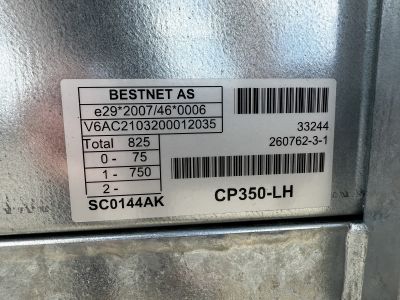 BESTNET AS
e29*2007/46*0006
V6AC2103200012035
Total 825
0- 75
1- 750
2-
SC0144AK
33244
260762-3-1
CP350-LH